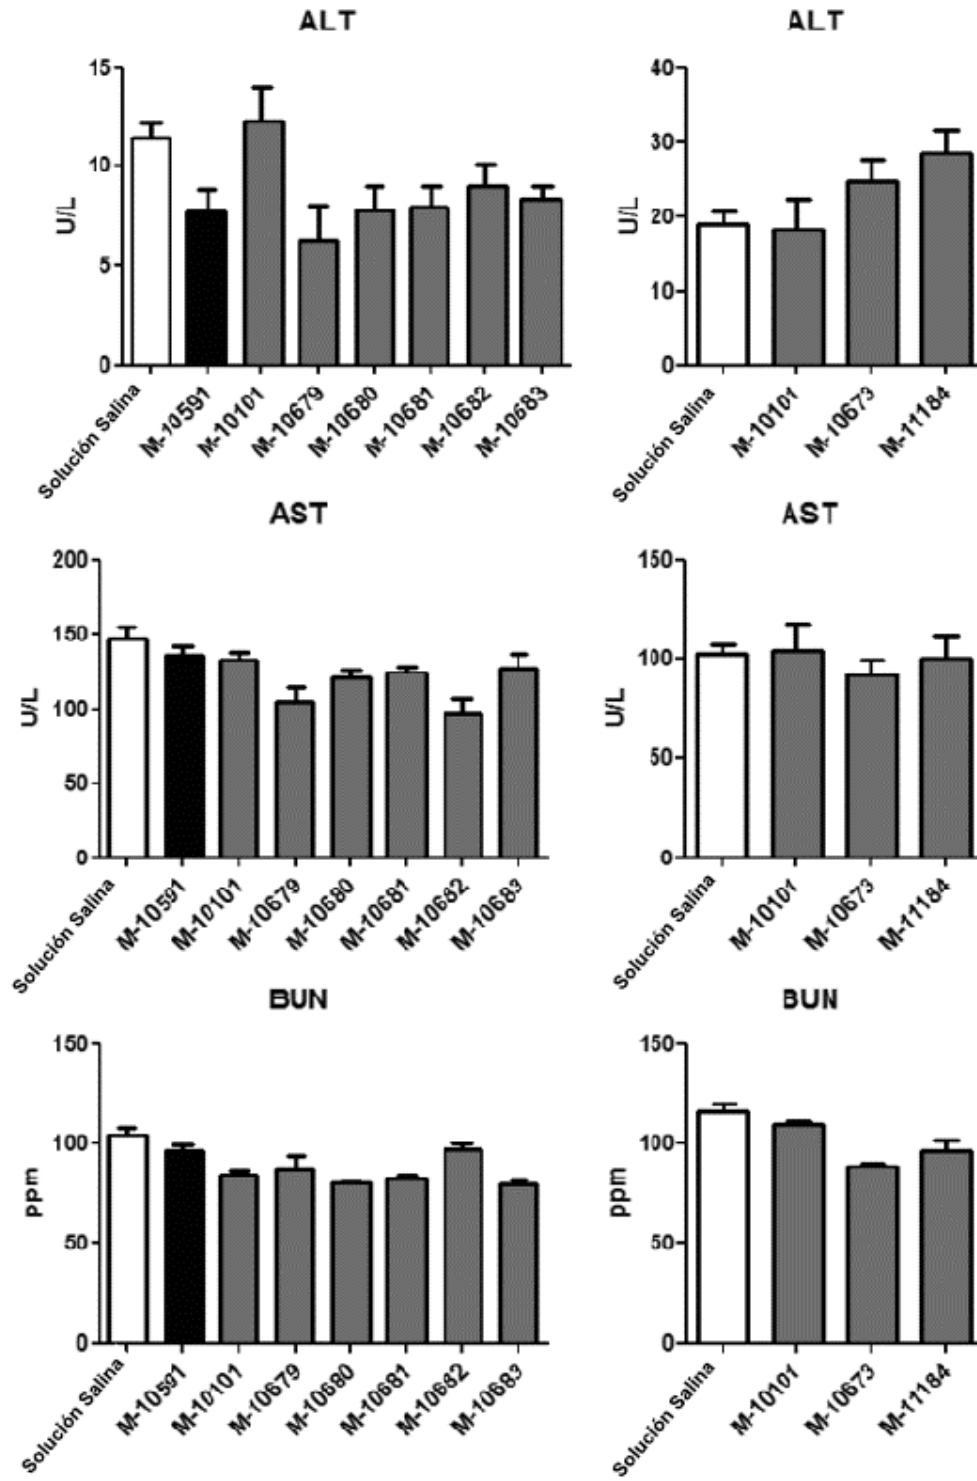 ALT
15
10
5
0
U/L
Solución Salina
M-10591
M-10101
M-10679
M-10680
M-10681
M-10682
M-10683
ALT
40
30
20
10
0
U/L
Solución Salina
M-10101
M-10673
M-11184
AST
200
150
100
50
0
U/L
Solución Salina
M-10591
M-10101
M-10679
M-10680
M-10681
M-10682
M-10683
AST
150
100
50
0
U/L
Solución Salina
M-10101
M-10673
M-11184
BUN
150
100
50
0
ppm
Solución Salina
M-10591
M-10101
M-10679
M-10680
M-10681
M-10682
M-10683
BUN
150
100
50
0
ppm
Solución Salina
M-10101
M-10673
M-11184